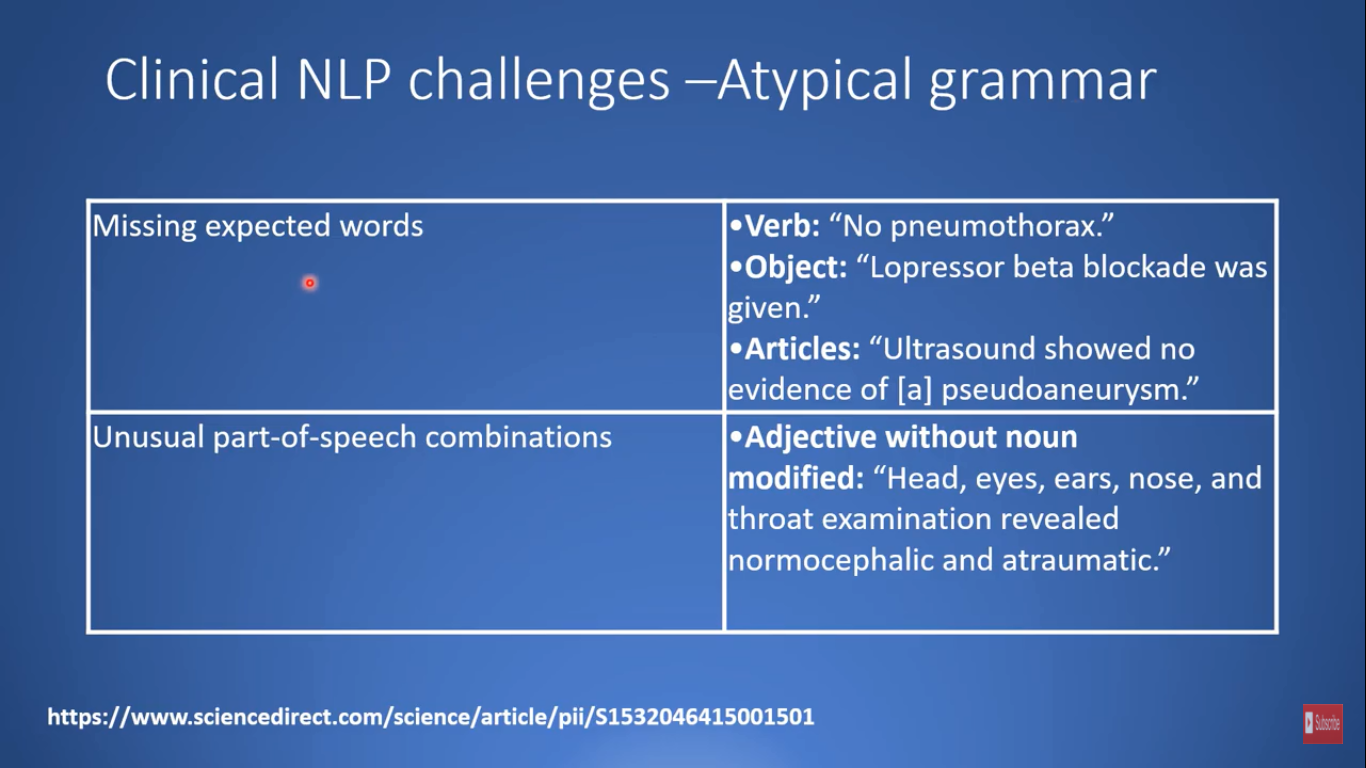 Clinical NLP challenges –Atypical grammar
Missing expected words
•Verb: “No pneumothorax.”
•Object: “Lopressor beta blockade was
given.”
•Articles: “Ultrasound showed no
evidence of [a] pseudoaneurysm.”
Unusual part-of-speech combinations
•Adjective without noun
modified: “Head, eyes, ears, nose, and
throat examination revealed
normocephalic and atraumatic.”
https://www.sciencedirect.com/science/article/pii/S1532046415001501
Subscribe